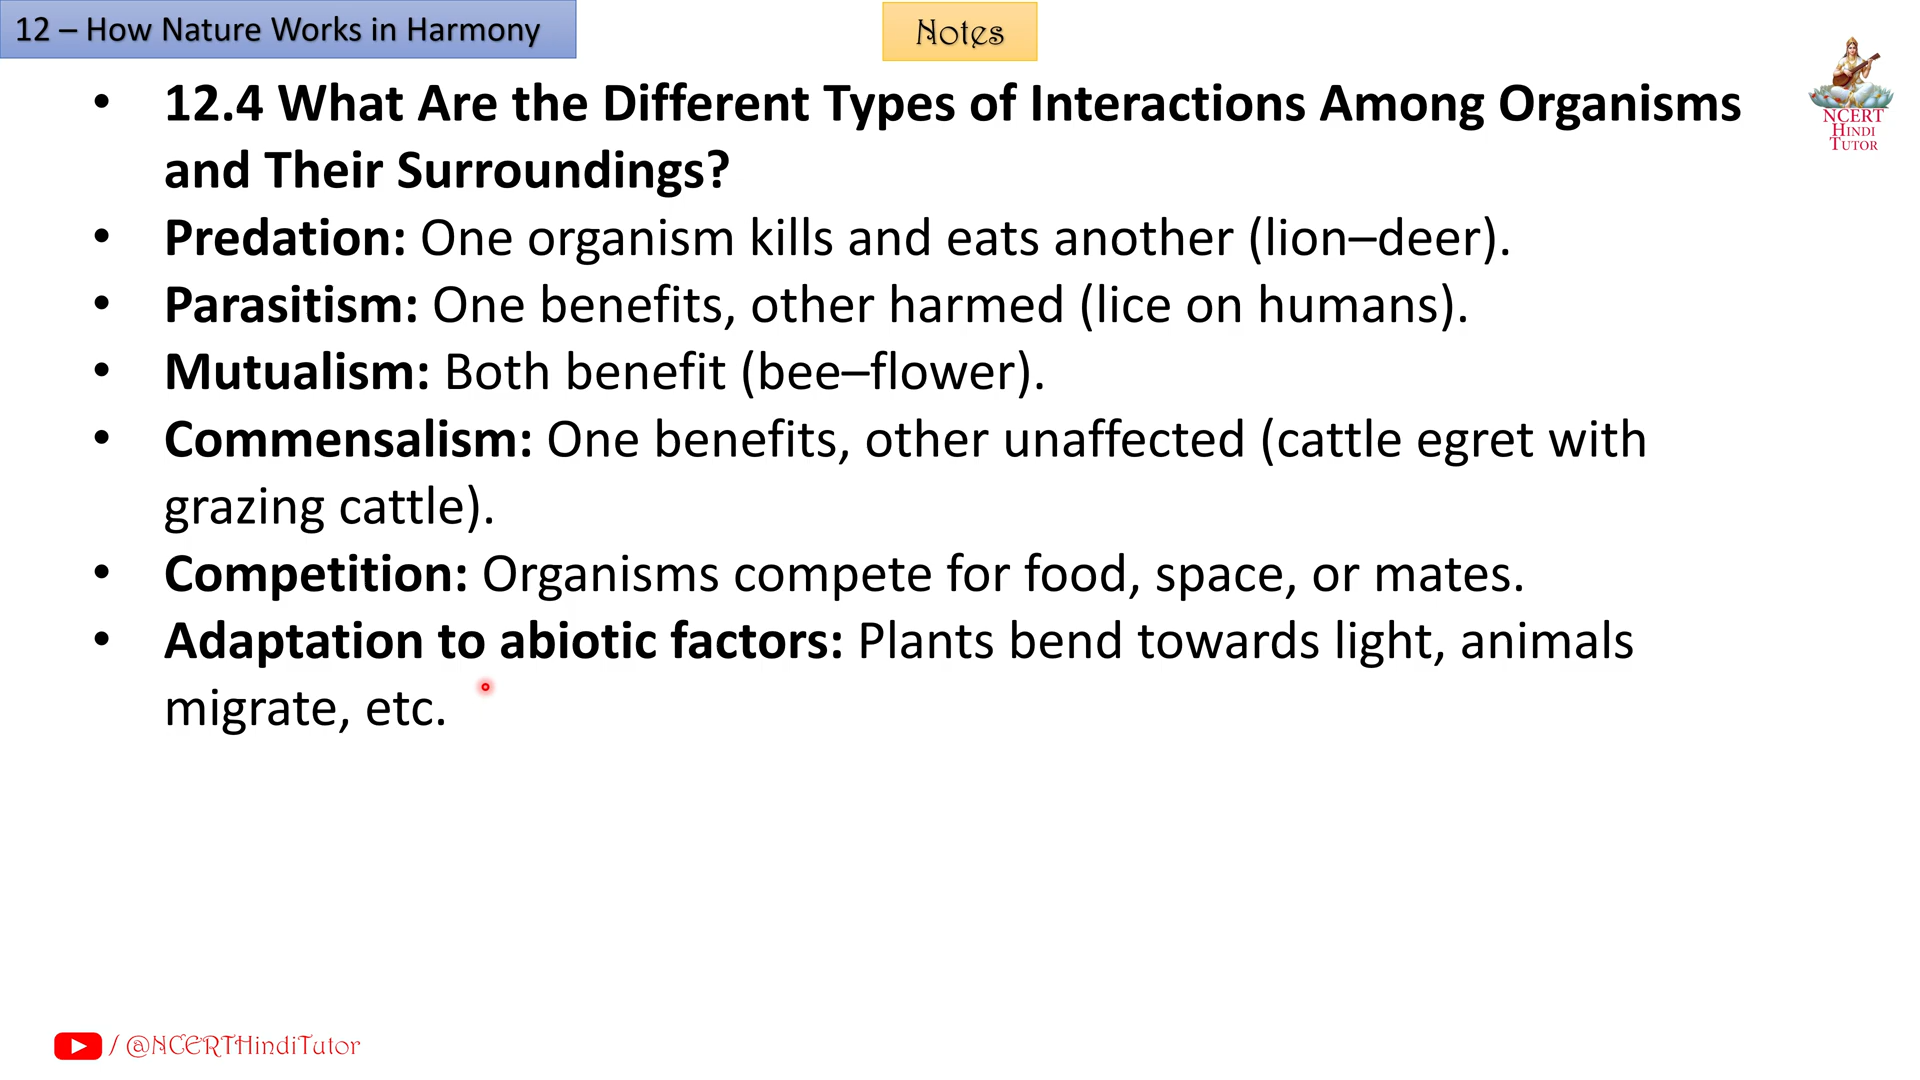 12 – How Nature Works in Harmony
Notes
NCERT
HINDI
TUTOR
• 12.4 What Are the Different Types of Interactions Among Organisms
and Their Surroundings?
• Predation: One organism kills and eats another (lion–deer).
• Parasitism: One benefits, other harmed (lice on humans).
• Mutualism: Both benefit (bee–flower).
• Commensalism: One benefits, other unaffected (cattle egret with
grazing cattle).
• Competition: Organisms compete for food, space, or mates.
• Adaptation to abiotic factors: Plants bend towards light, animals
migrate, etc.
/ @NCERTHindiTutor